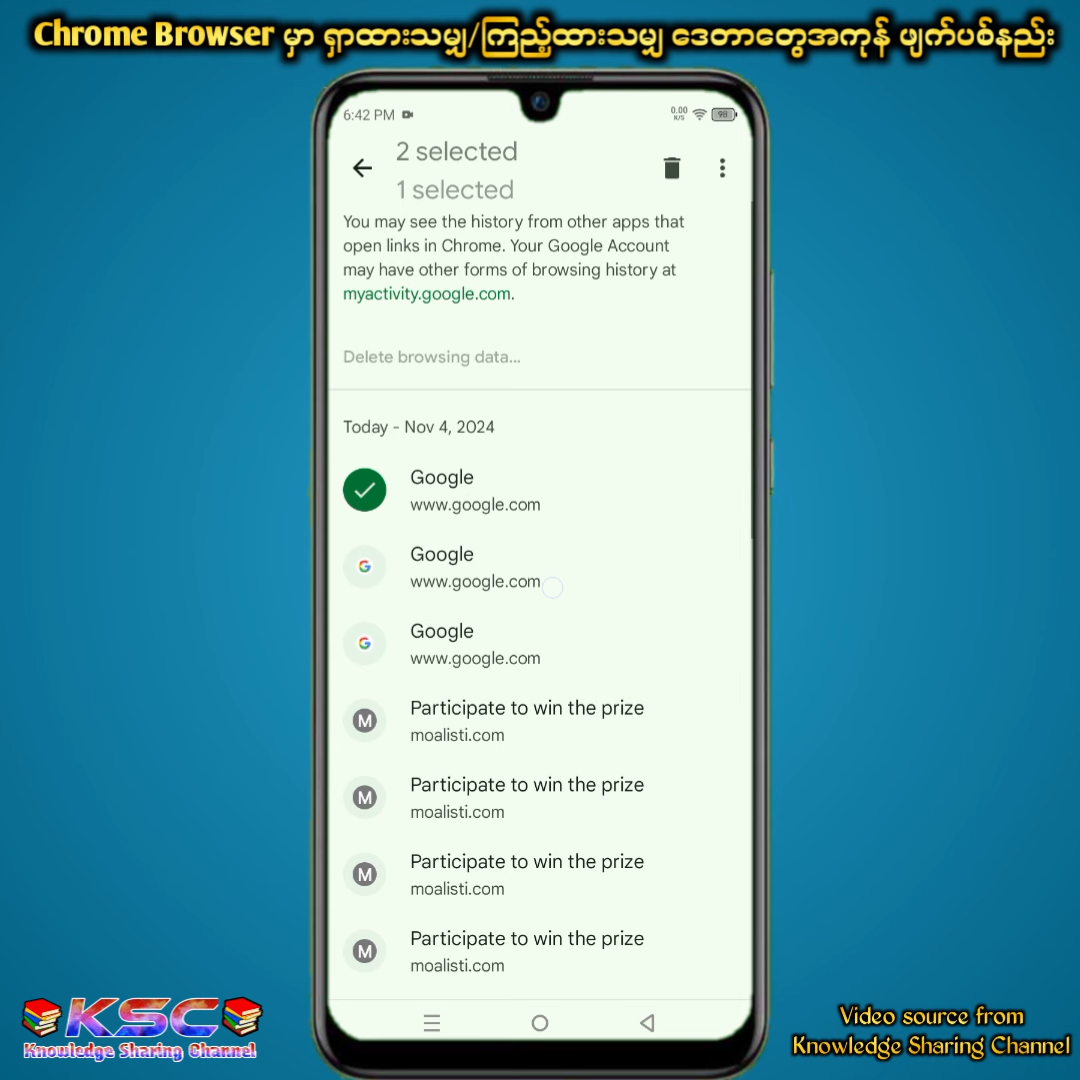 Chrome Browser မှာ ရှာထားသမျှ/ကြည့်ထားသမျှ ဒေတာတွေအကုန် ဖျက်ပစ်နည်း
6:42 PM
0.00
K/S
98
2 selected
1 selected
You may see the history from other apps that
open links in Chrome. Your Google Account
may have other forms of browsing history at
myactivity.google.com.
Delete browsing data...
Today - Nov 4, 2024
Google
www.google.com
G
Google
www.google.com
G
Google
www.google.com
M
Participate to win the prize
moalisti.com
M
Participate to win the prize
moalisti.com
M
Participate to win the prize
moalisti.com
M
Participate to win the prize
moalisti.com
KSC
Knowledge Sharing Channel
Video source from
Knowledge Sharing Channel